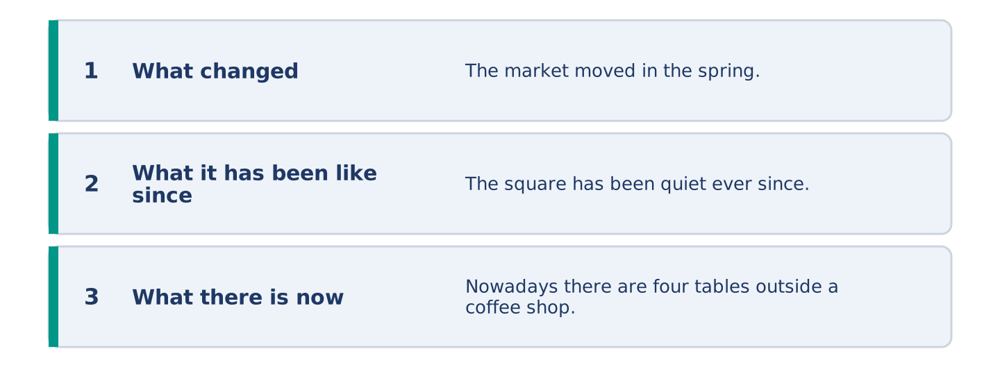 1 What changed The market moved in the spring.
2 What it has been like
since
The square has been quiet ever since.
3 What there is now
Nowadays there are four tables outside a
coffee shop.